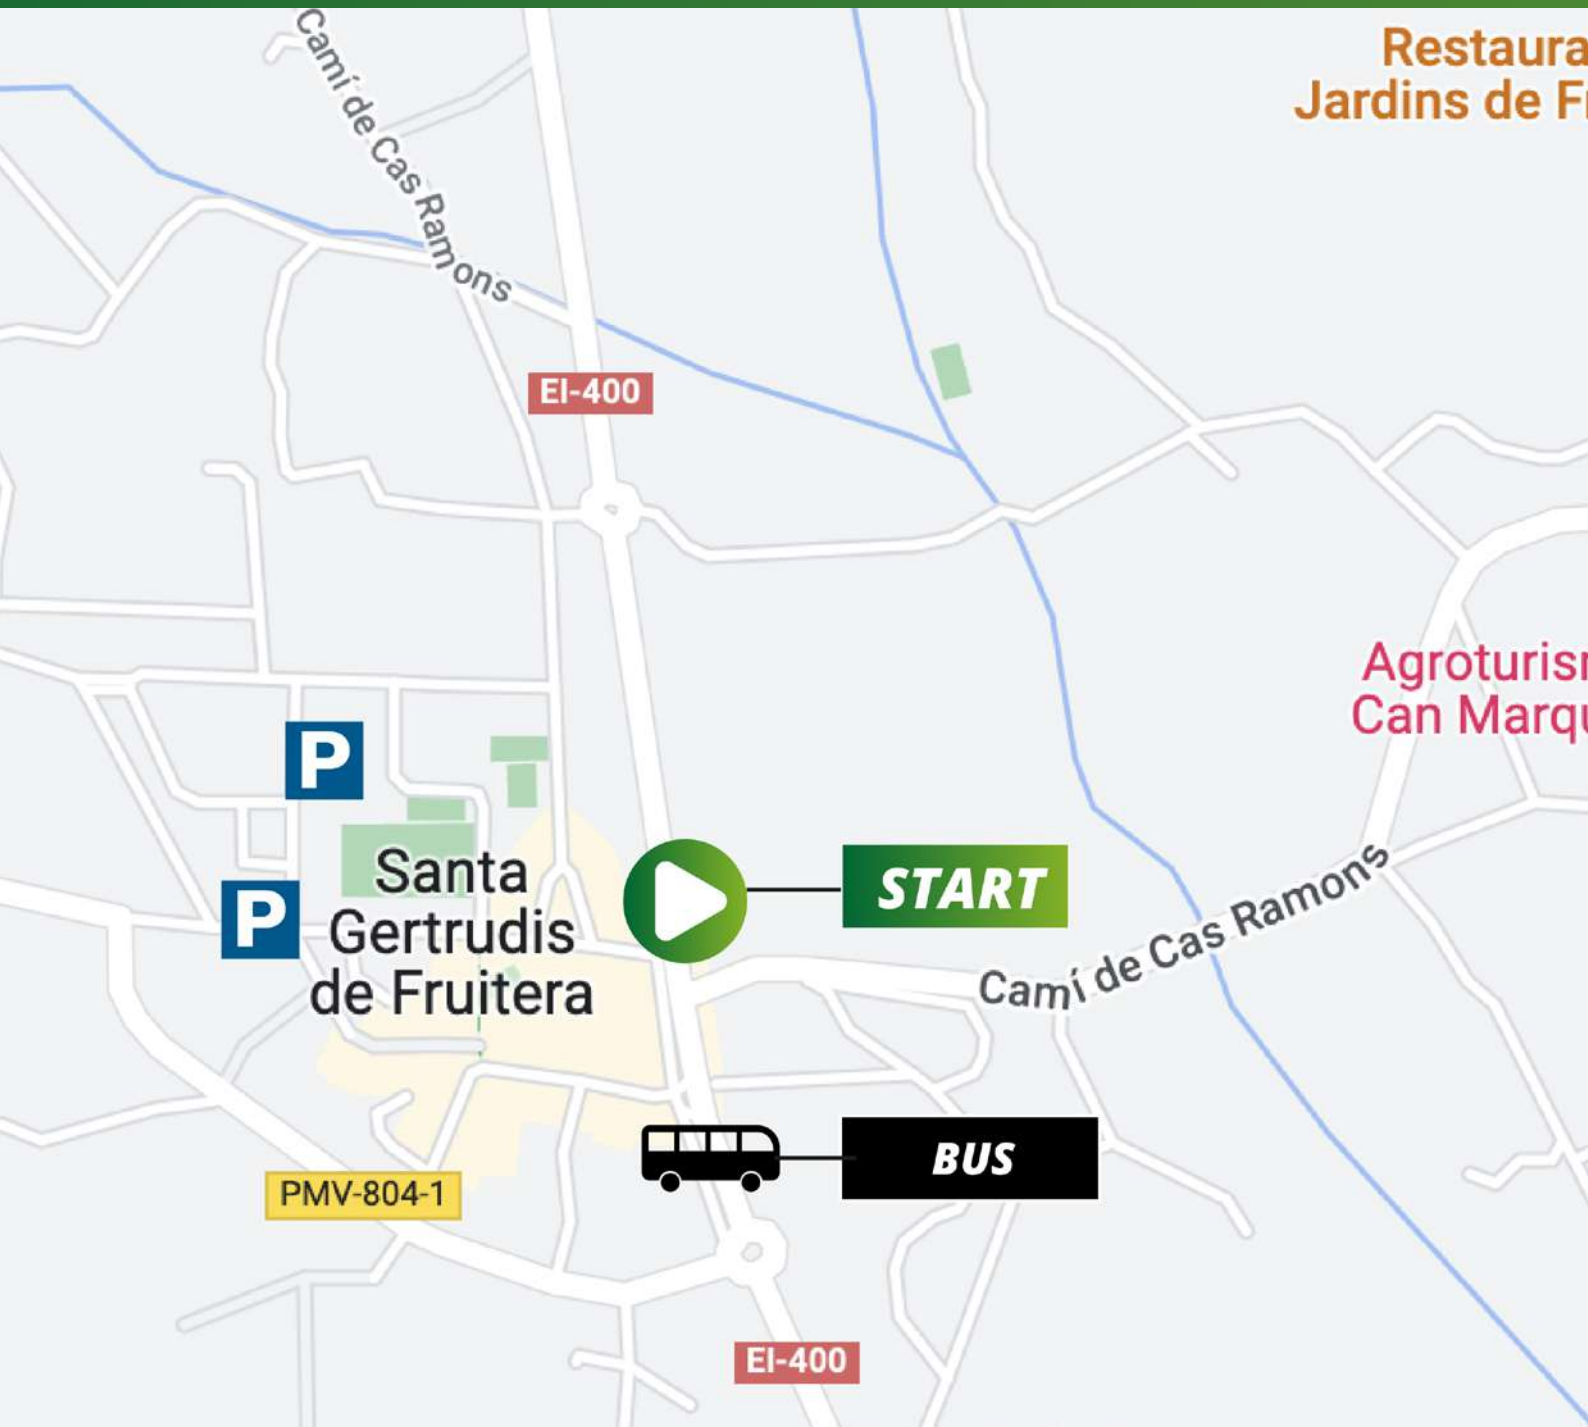 Restaura
Jardins de Fr
Camí de Cas Ramons
EI-400
Agroturisr
Can Marqu
P
START
P
Santa
Gertrudis
de Fruitera
Camí de Cas Ramons
BUS
PMV-804-1
EI-400